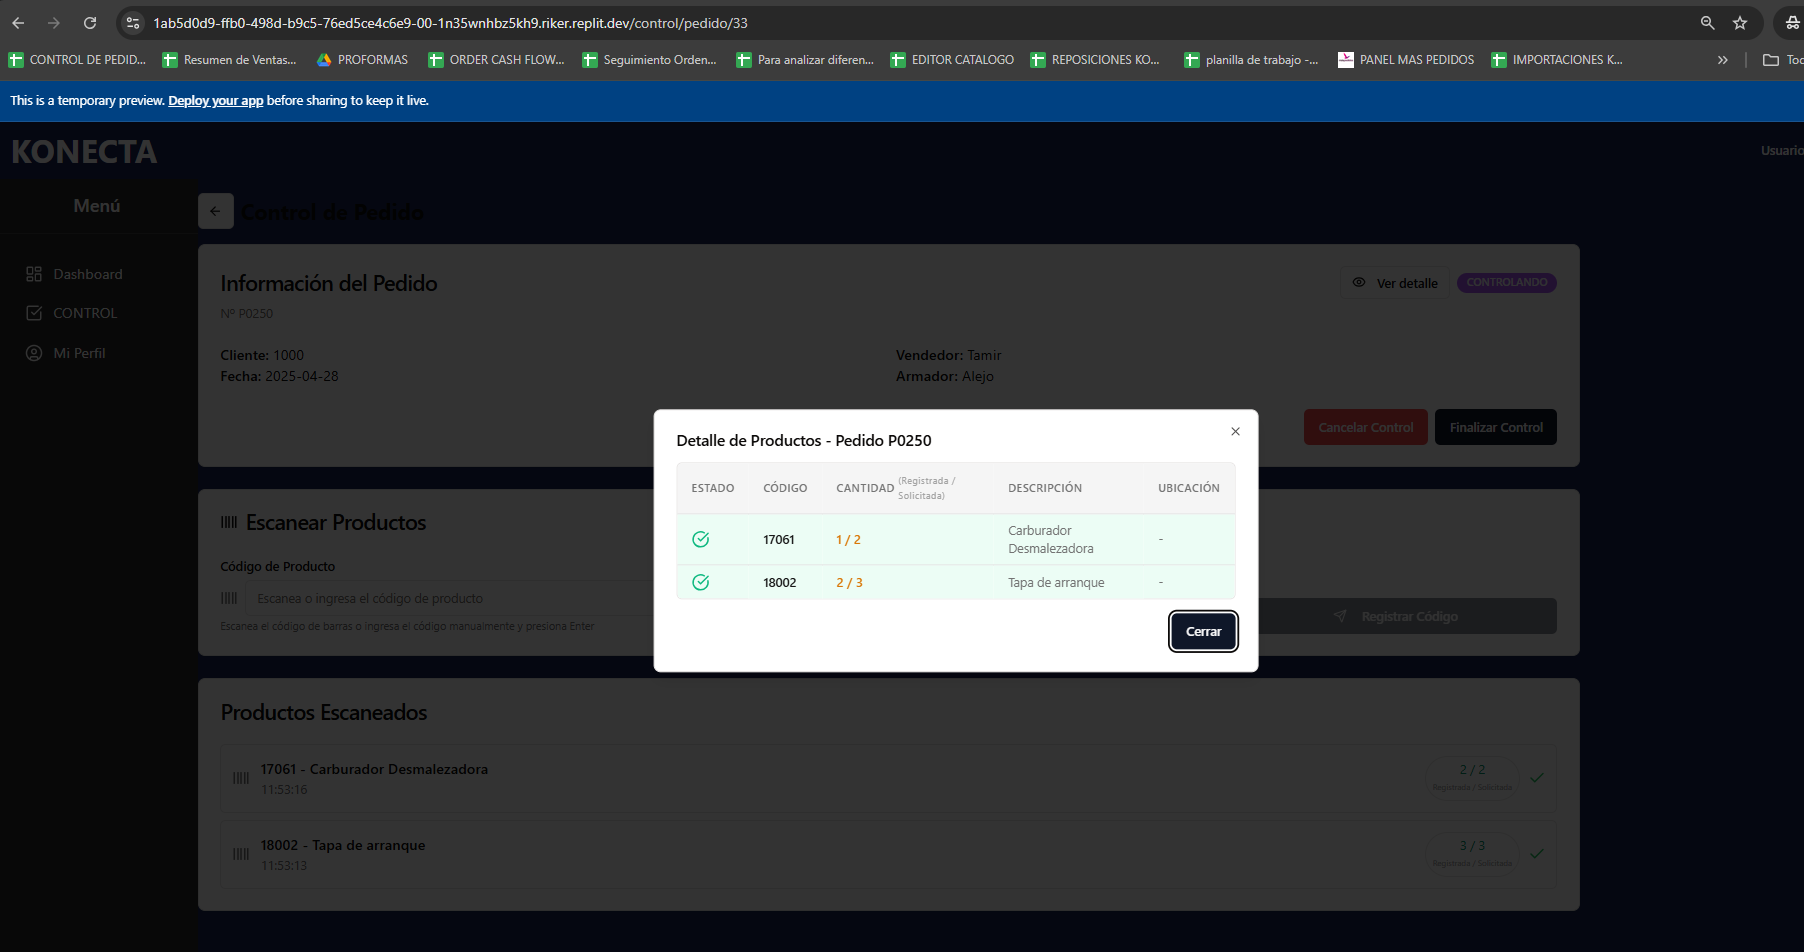 1ab5d0d9-ffb0-498d-b9c5-76ed5ce4c6e9-00-1n35wnhbz5kh9.riker.replit.dev/control/pedido/33
CONTROL DE PEDID... Resumen de Ventas... PROFORMAS ORDER CASH FLOW... Seguimiento Orden... Para analizar diferen... EDITOR CATALOGO REPOSICIONES KO... planilla de trabajo -... PANEL MAS PEDIDOS IMPORTACIONES K... » Too
This is a temporary preview. Deploy your app before sharing to keep it live.
KONECTA
Usuario
Menú
Dashboard
CONTROL
Mi Perfil
Control de Pedido
Información del Pedido
Ver detalle
CONTROLANDO
Nº P0250
Cliente: 1000
Vendedor: Tamir
Fecha: 2025-04-28
Armador: Alejo
Cancelar Control
Finalizar Control
Detalle de Productos - Pedido P0250
ESTADO CÓDIGO CANTIDAD (Registrada / Solicitada) DESCRIPCIÓN UBICACIÓN
17061 1 / 2 Carburador Desmalezadora -
18002 2 / 3 Tapa de arranque -
Cerrar
Escanear Productos
Código de Producto
Escanea o ingresa el código de producto
Registrar Código
Escanea el código de barras o ingresa el código manualmente y presiona Enter
Productos Escaneados
17061 - Carburador Desmalezadora
11:53:16
2 / 2
Registrada / Solicitada
18002 - Tapa de arranque
11:53:13
3 / 3
Registrada / Solicitada